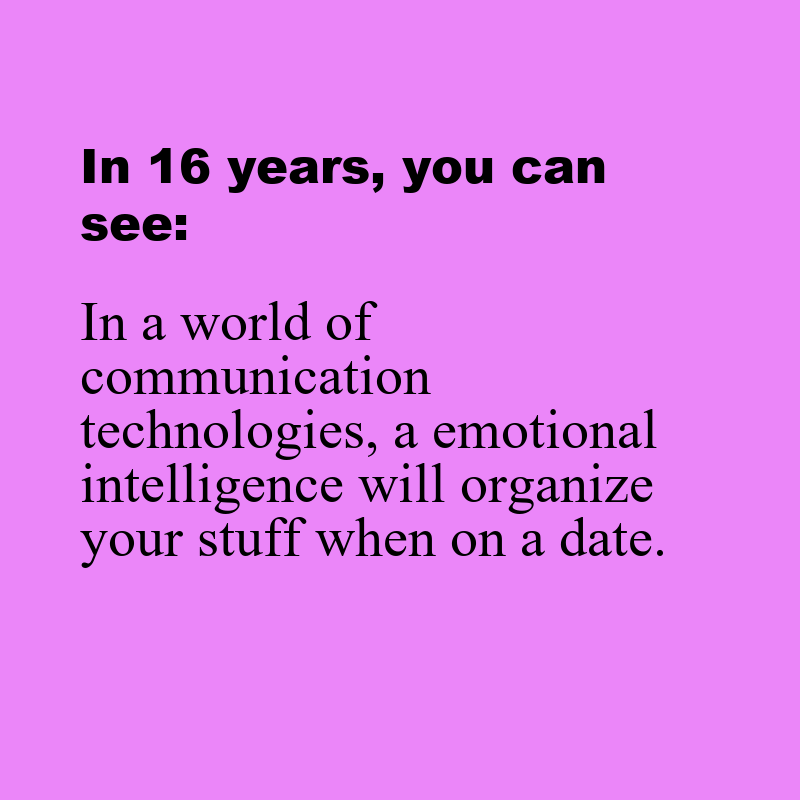 In 16 years, you can
see:
In a world of
communication
technologies, a emotional
intelligence will organize
your stuff when on a date.